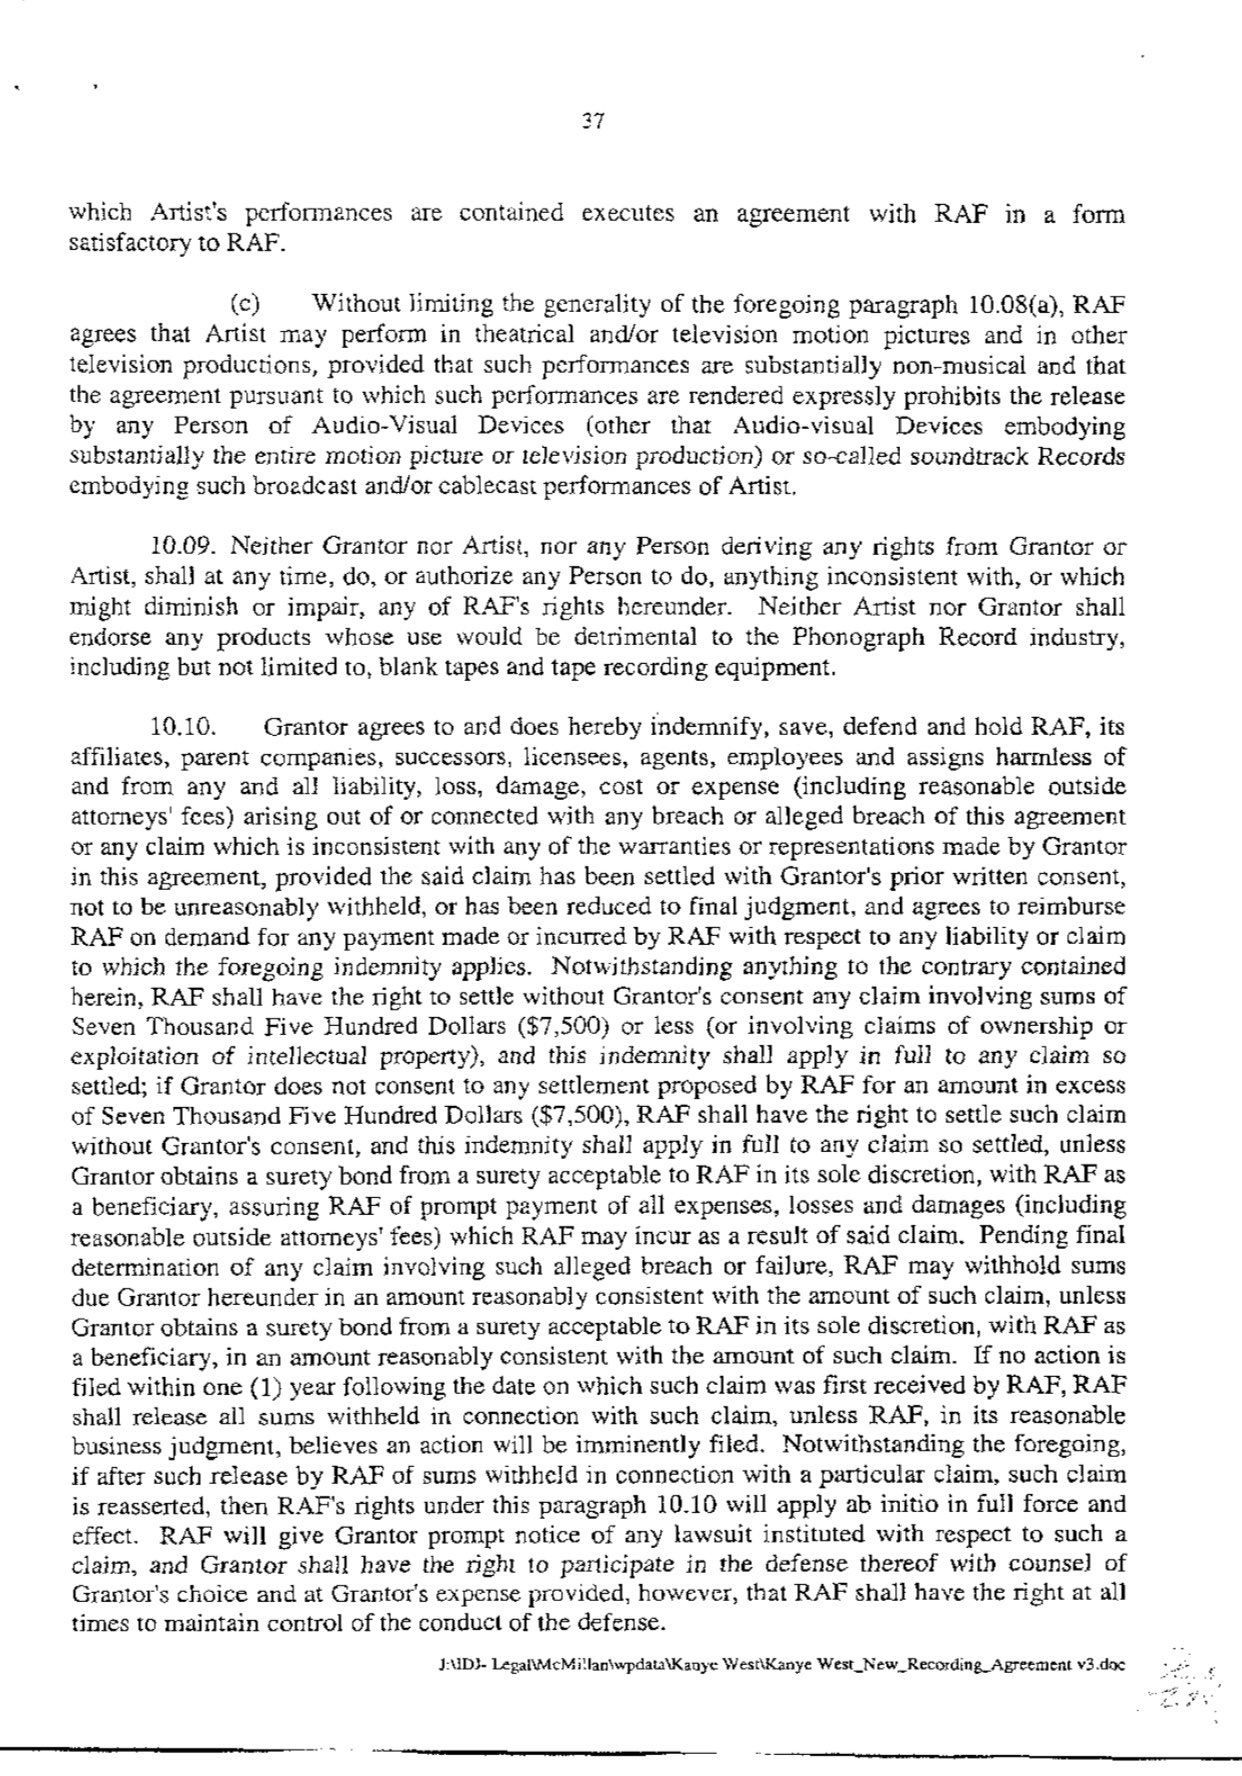 37
which Artist's performances are contained executes an agreement with RAF in a form
satisfactory to RAF.
(c) Without limiting the generality of the foregoing paragraph 10.08(a), RAF
agrees that Artist may perform in theatrical and/or television motion pictures and in other
television productions, provided that such performances are substantially non-musical and that
the agreement pursuant to which such performances are rendered expressly prohibits the release
by any Person of Audio-Visual Devices (other that Audio-visual Devices embodying
substantially the entire motion picture or television production) or so-called soundtrack Records
embodying such broadcast and/or cablecast performances of Artist.
10.09. Neither Grantor nor Artist, nor any Person deriving any rights from Grantor or
Artist, shall at any time, do, or authorize any Person to do, anything inconsistent with, or which
might diminish or impair, any of RAF's rights hereunder. Neither Artist nor Grantor shall
endorse any products whose use would be detrimental to the Phonograph Record industry,
including but not limited to, blank tapes and tape recording equipment.
10.10. Grantor agrees to and does hereby indemnify, save, defend and hold RAF, its
affiliates, parent companies, successors, licensees, agents, employees and assigns harmless of
and from any and all liability, loss, damage, cost or expense (including reasonable outside
attorneys' fees) arising out of or connected with any breach or alleged breach of this agreement
or any claim which is inconsistent with any of the warranties or representations made by Grantor
in this agreement, provided the said claim has been settled with Grantor's prior written consent,
not to be unreasonably withheld, or has been reduced to final judgment, and agrees to reimburse
RAF on demand for any payment made or incurred by RAF with respect to any liability or claim
to which the foregoing indemnity applies. Notwithstanding anything to the contrary contained
herein, RAF shall have the right to settle without Grantor's consent any claim involving sums of
Seven Thousand Five Hundred Dollars ($7,500) or less (or involving claims of ownership or
exploitation of intellectual property), and this indemnity shall apply in full to any claim so
settled; if Grantor does not consent to any settlement proposed by RAF for an amount in excess
of Seven Thousand Five Hundred Dollars ($7,500), RAF shall have the right to settle such claim
without Grantor's consent, and this indemnity shall apply in full to any claim so settled, unless
Grantor obtains a surety bond from a surety acceptable to RAF in its sole discretion, with RAF as
a beneficiary, assuring RAF of prompt payment of all expenses, losses and damages (including
reasonable outside attorneys' fees) which RAF may incur as a result of said claim. Pending final
determination of any claim involving such alleged breach or failure, RAF may withhold sums
due Grantor hereunder in an amount reasonably consistent with the amount of such claim, unless
Grantor obtains a surety bond from a surety acceptable to RAF in its sole discretion, with RAF as
a beneficiary, in an amount reasonably consistent with the amount of such claim. If no action is
filed within one (1) year following the date on which such claim was first received by RAF, RAF
shall release all sums withheld in connection with such claim, unless RAF, in its reasonable
business judgment, believes an action will be imminently filed. Notwithstanding the foregoing,
if after such release by RAF of sums withheld in connection with a particular claim, such claim
is reasserted, then RAF's rights under this paragraph 10.10 will apply ab initio in full force and
effect. RAF will give Grantor prompt notice of any lawsuit instituted with respect to such a
claim, and Grantor shall have the right to participate in the defense thereof with counsel of
Grantor's choice and at Grantor's expense provided, however, that RAF shall have the right at all
times to maintain control of the conduct of the defense.
J:\IDJ- Legal\McMillan\wpdata\Kanye West\Kanye West_New_Recording_Agreement v3.doc